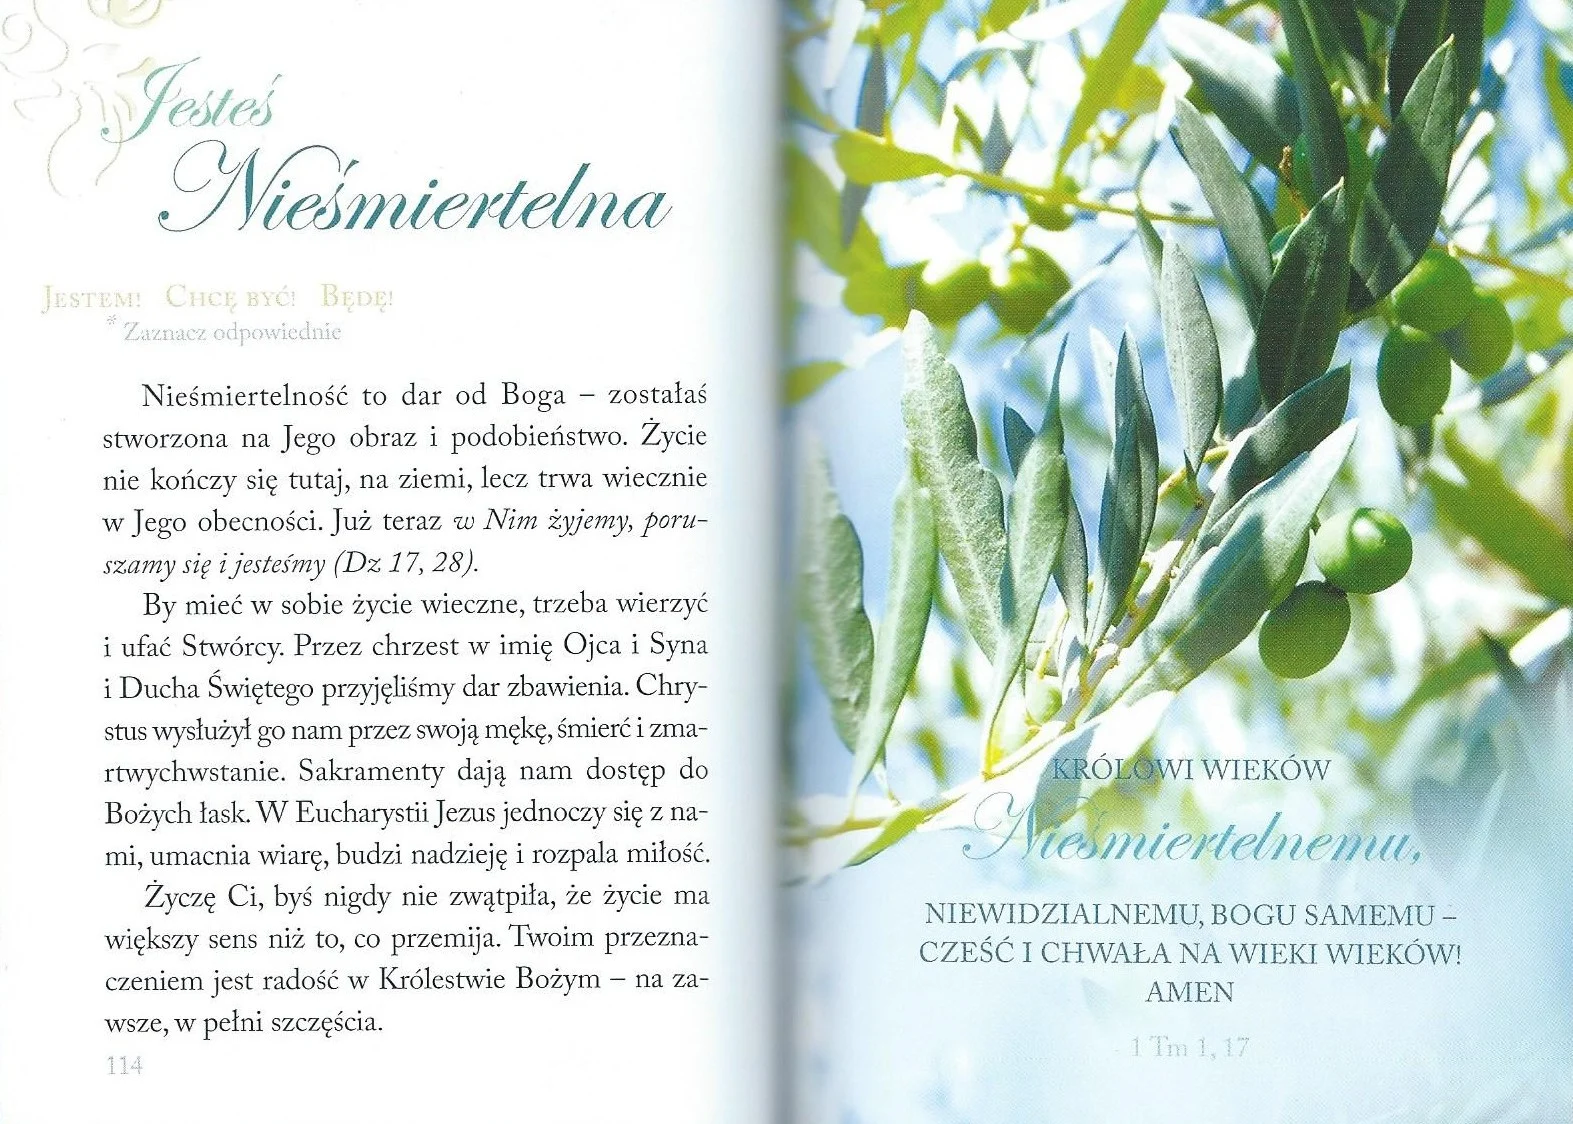 Jesteś
Nieśmiertelna
Jestem! Chcę być! Będę!
* Zaznacz odpowiednie
Nieśmiertelność to dar od Boga – zostałaś
stworzona na Jego obraz i podobieństwo. Życie
nie kończy się tutaj, na ziemi, lecz trwa wiecznie
w Jego obecności. Już teraz w Nim żyjemy, poru-
szamy się i jesteśmy (Dz 17, 28).
By mieć w sobie życie wieczne, trzeba wierzyć
i ufać Stwórcy. Przez chrzest w imię Ojca i Syna
i Ducha Świętego przyjęliśmy dar zbawienia. Chry-
stus wysłużył go nam przez swoją mękę, śmierć i zma-
rtwychwstanie. Sakramenty dają nam dostęp do
Bożych łask. W Eucharystii Jezus jednoczy się z na-
mi, umacnia wiarę, budzi nadzieję i rozpala miłość.
Życzę Ci, byś nigdy nie zwątpiła, że życie ma
większy sens niż to, co przemija. Twoim przezna-
czeniem jest radość w Królestwie Bożym – na za-
wsze, w pełni szczęścia.
114
KRÓLOWI WIEKÓW
Nieśmiertelnemu,
NIEWIDZIALNEMU, BOGU SAMEMU –
CZEŚĆ I CHWAŁA NA WIEKI WIEKÓW!
AMEN
1 Tm 1, 17